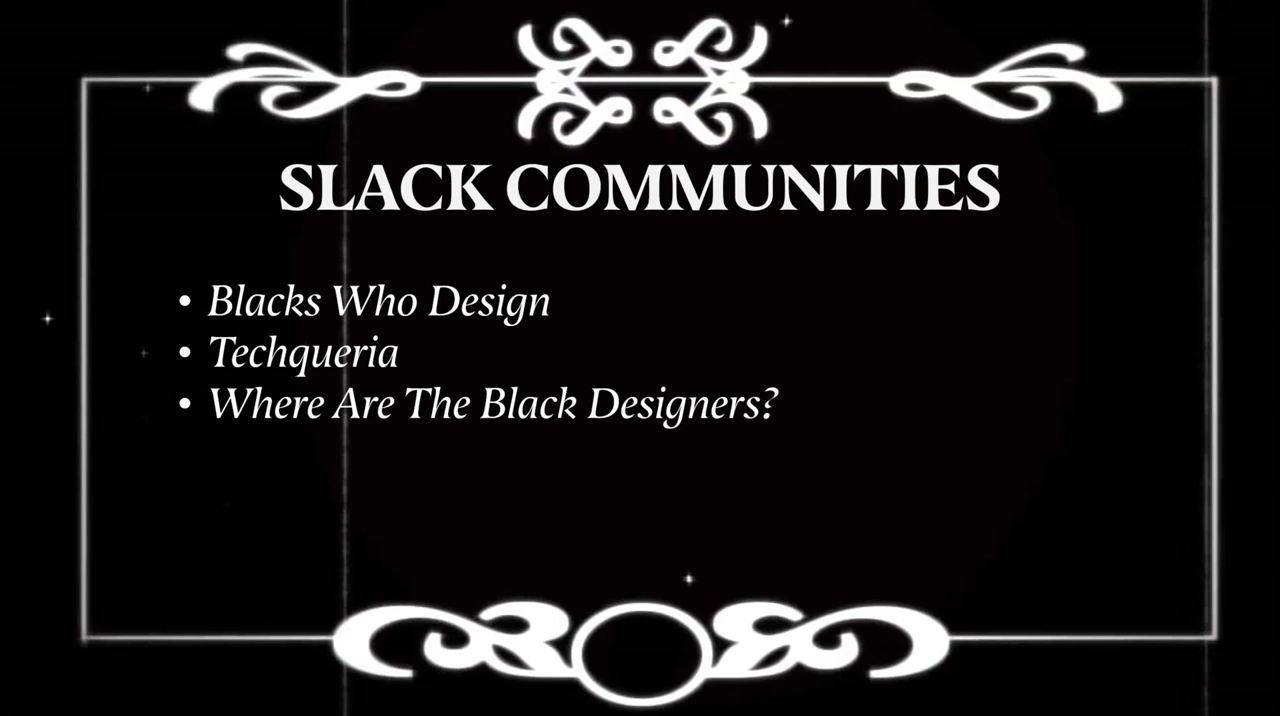 SLACK COMMUNITIES
• Blacks Who Design
• Techqueria
• Where Are The Black Designers?